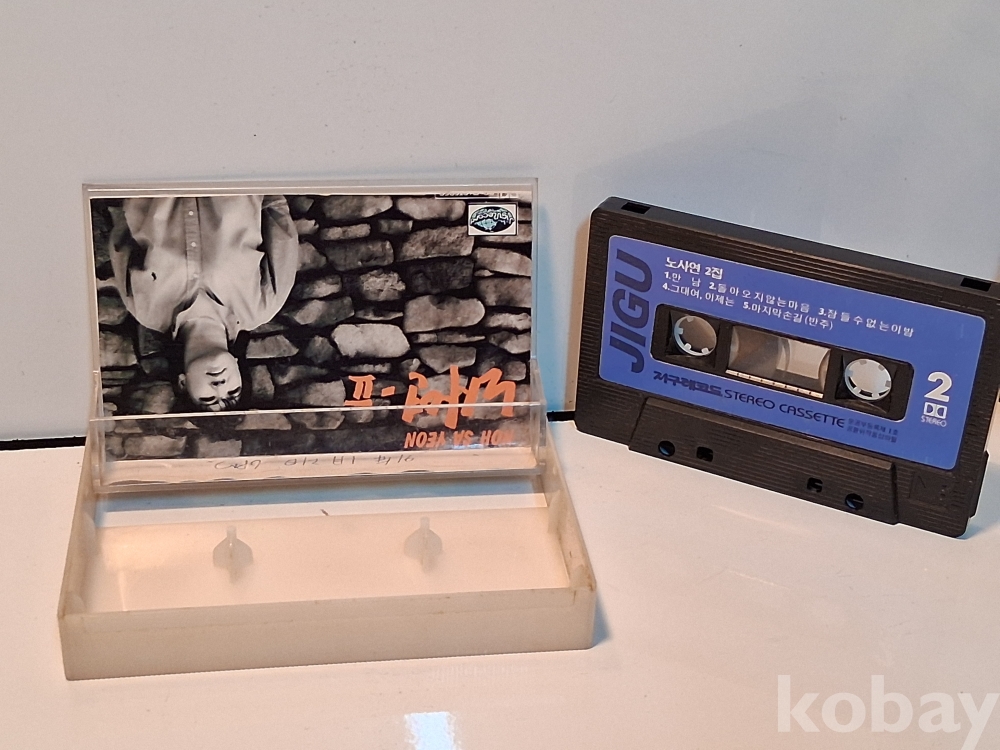 NOH SA YEON
II
JIGU
노사연 2집
1.만 남 2.돌아오지않는마음 3.잠들수없는이밤
4.그대여, 이제는 5.마지막손길(반주)
지구레코드 STEREO CASSETTE
2
STEREO
kobay